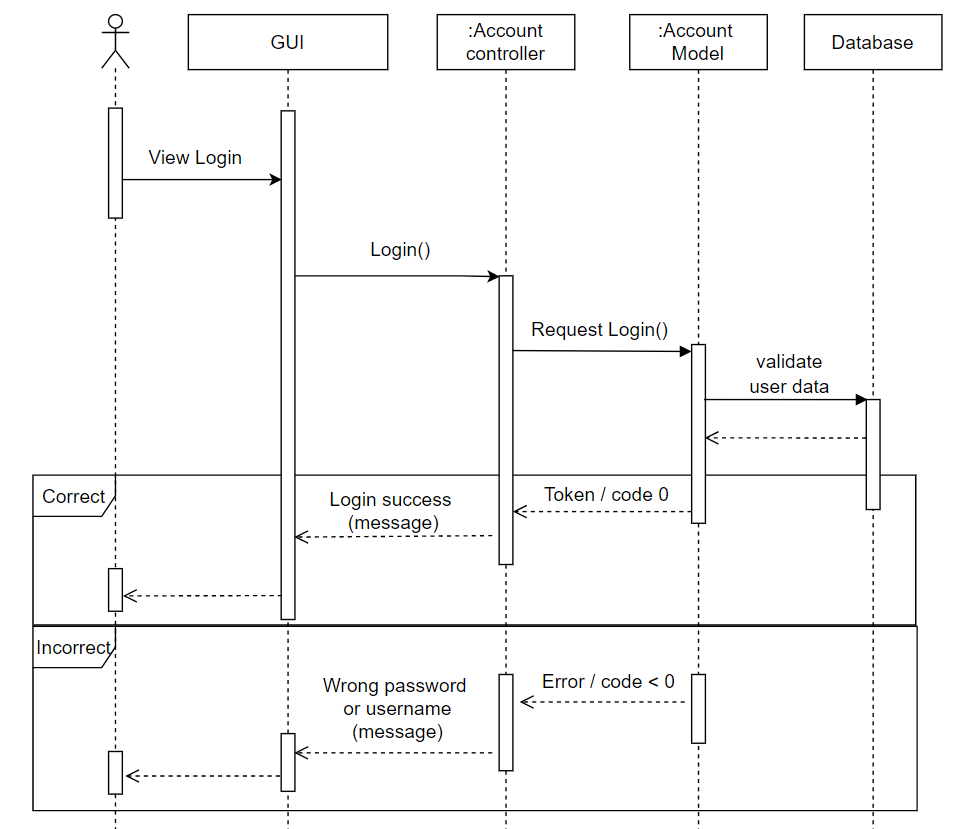 GUI
:Account
controller
:Account
Model
Database
View Login
Login()
Request Login()
validate
user data
Correct
Login success
(message)
Token / code 0
Incorrect
Wrong password
or username
(message)
Error / code < 0